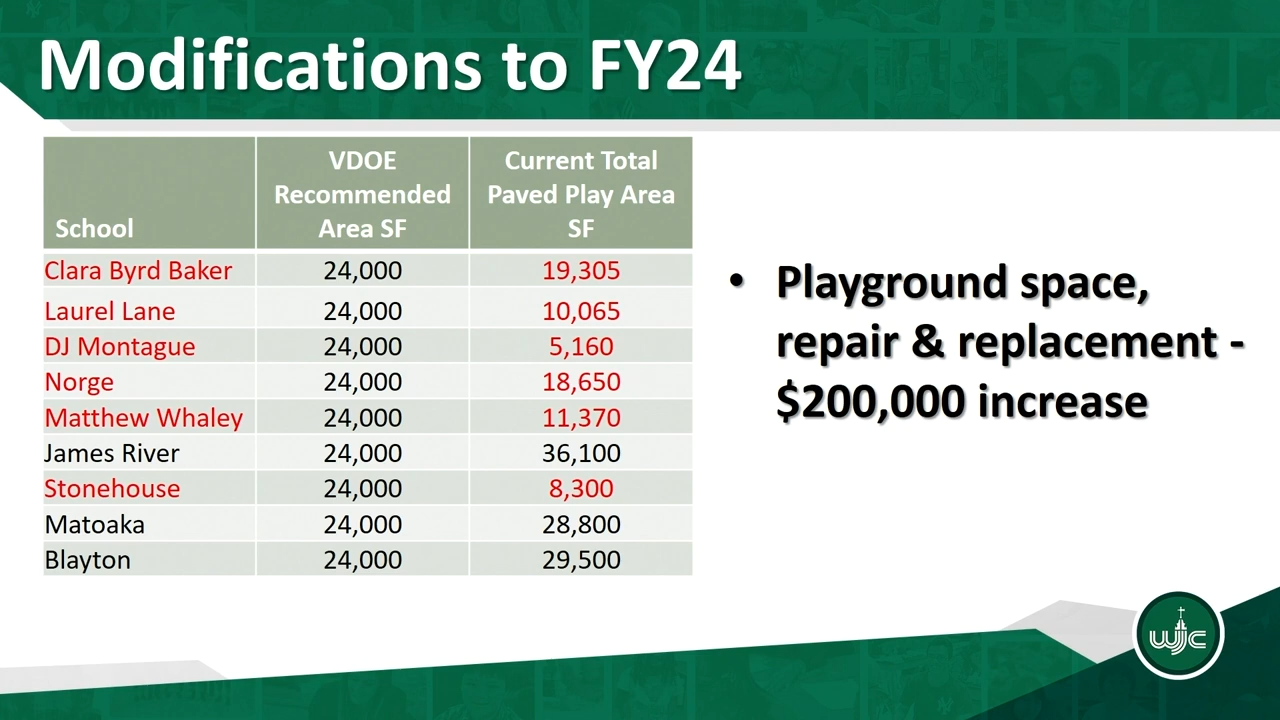 Modifications to FY24
School
VDOE
Recommended
Area SF
Current Total
Paved Play Area
SF
Clara Byrd Baker 24,000 19,305
Laurel Lane 24,000 10,065
DJ Montague 24,000 5,160
Norge 24,000 18,650
Matthew Whaley 24,000 11,370
James River 24,000 36,100
Stonehouse 24,000 8,300
Matoaka 24,000 28,800
Blayton 24,000 29,500
• Playground space,
repair & replacement -
$200,000 increase
WJC